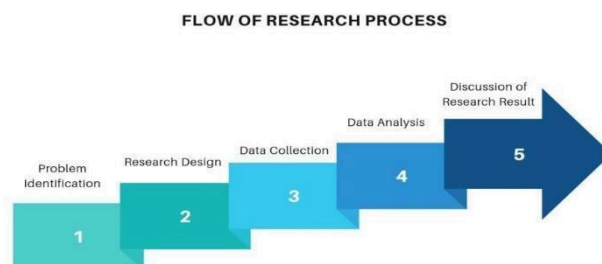 FLOW OF RESEARCH PROCESS
Problem
Identification
1
Research Design
2
Data Collection
3
Data Analysis
4
Discussion of
Research Result
5